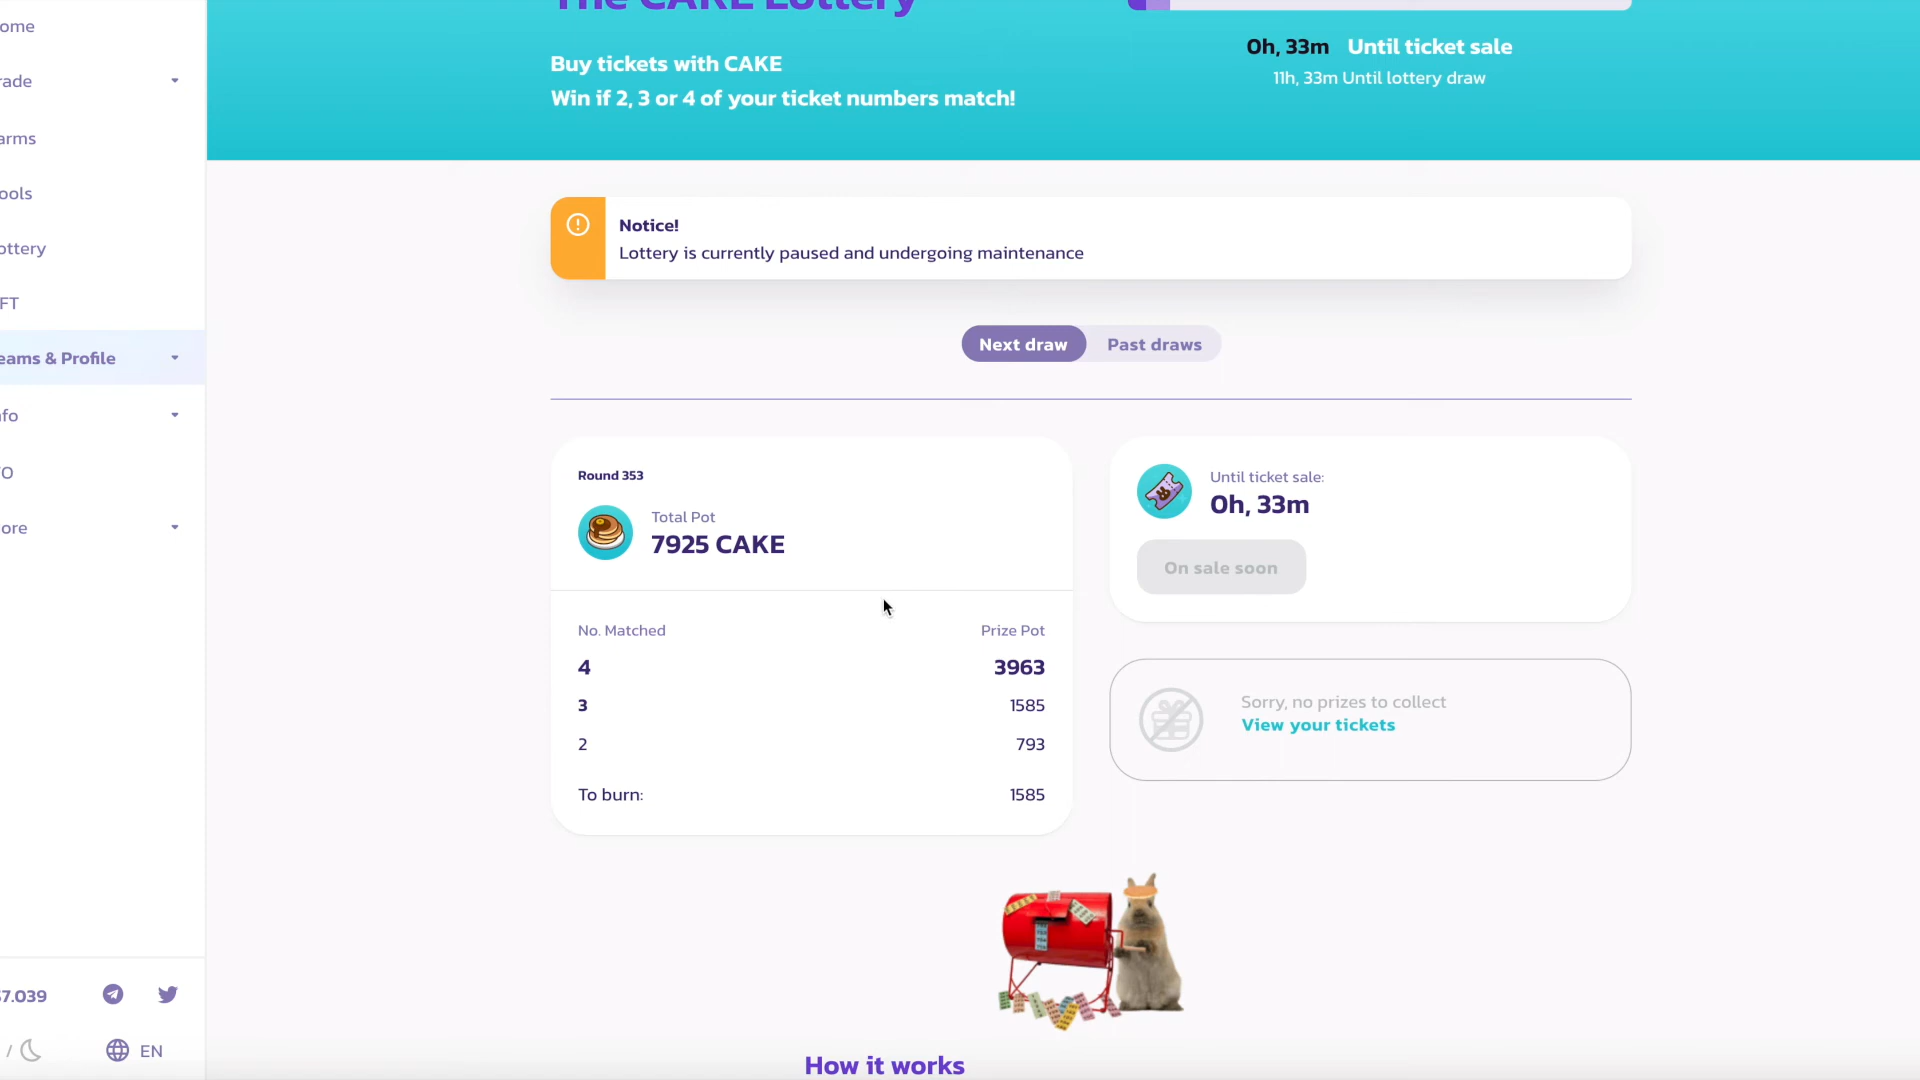 The CAKE Lottery
Buy tickets with CAKE
Win if 2, 3 or 4 of your ticket numbers match!
0h, 33m Until ticket sale
11h, 33m Until lottery draw
ome
rade
arms
ools
ottery
FT
eams & Profile
fo
O
ore
7.039
/
EN
Notice!
Lottery is currently paused and undergoing maintenance
Next draw
Past draws
Round 353
Total Pot
7925 CAKE
No. Matched Prize Pot
4 3963
3 1585
2 793
To burn: 1585
Until ticket sale:
0h, 33m
On sale soon
Sorry, no prizes to collect
View your tickets
How it works